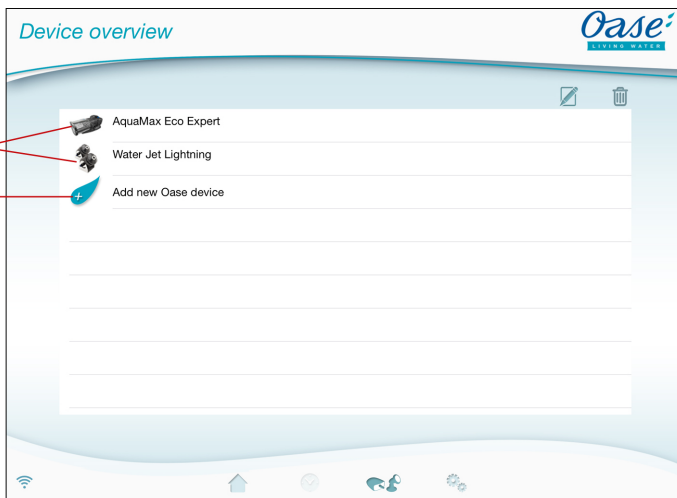 Device overview
Oase
LIVING WATER
AquaMax Eco Expert
Water Jet Lightning
Add new Oase device